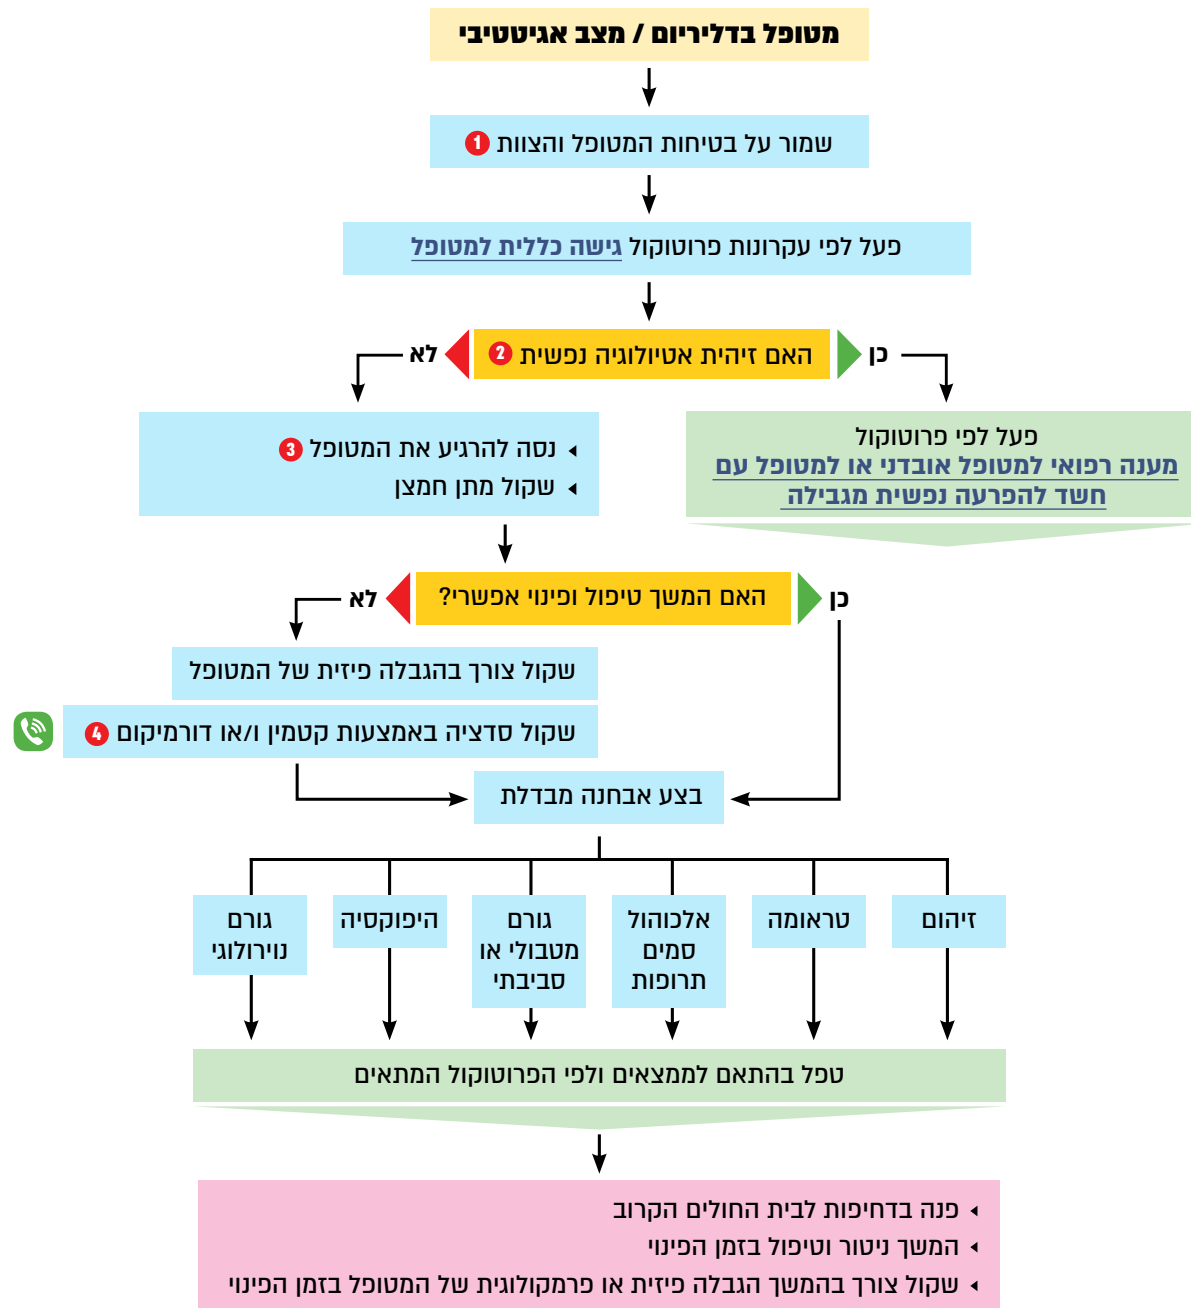 מטופל בדליריום / מצב אגיטטיבי
שמור על בטיחות המטופל והצוות 1
פעל לפי עקרונות פרוטוקול גישה כללית למטופל
האם זיהית אטיולוגיה נפשית 2
כן
לא
פעל לפי פרוטוקול
מענה רפואי למטופל אובדני או למטופל עם
חשד להפרעה נפשית מגבילה
נסה להרגיע את המטופל 3
שקול מתן חמצן
האם המשך טיפול ופינוי אפשרי?
כן
לא
שקול צורך בהגבלה פיזית של המטופל
שקול סדציה באמצעות קטמין ו/או דורמיקום 4
בצע אבחנה מבדלת
זיהום
טראומה
אלכוהול
סמים
תרופות
גורם
מטבולי או
סביבתי
היפוקסיה
גורם
נוירולוגי
טפל בהתאם לממצאים ולפי הפרוטוקול המתאים
פנה בדחיפות לבית החולים הקרוב
המשך ניטור וטיפול בזמן הפינוי
שקול צורך בהמשך הגבלה פיזית או פרמקולוגית של המטופל בזמן הפינוי